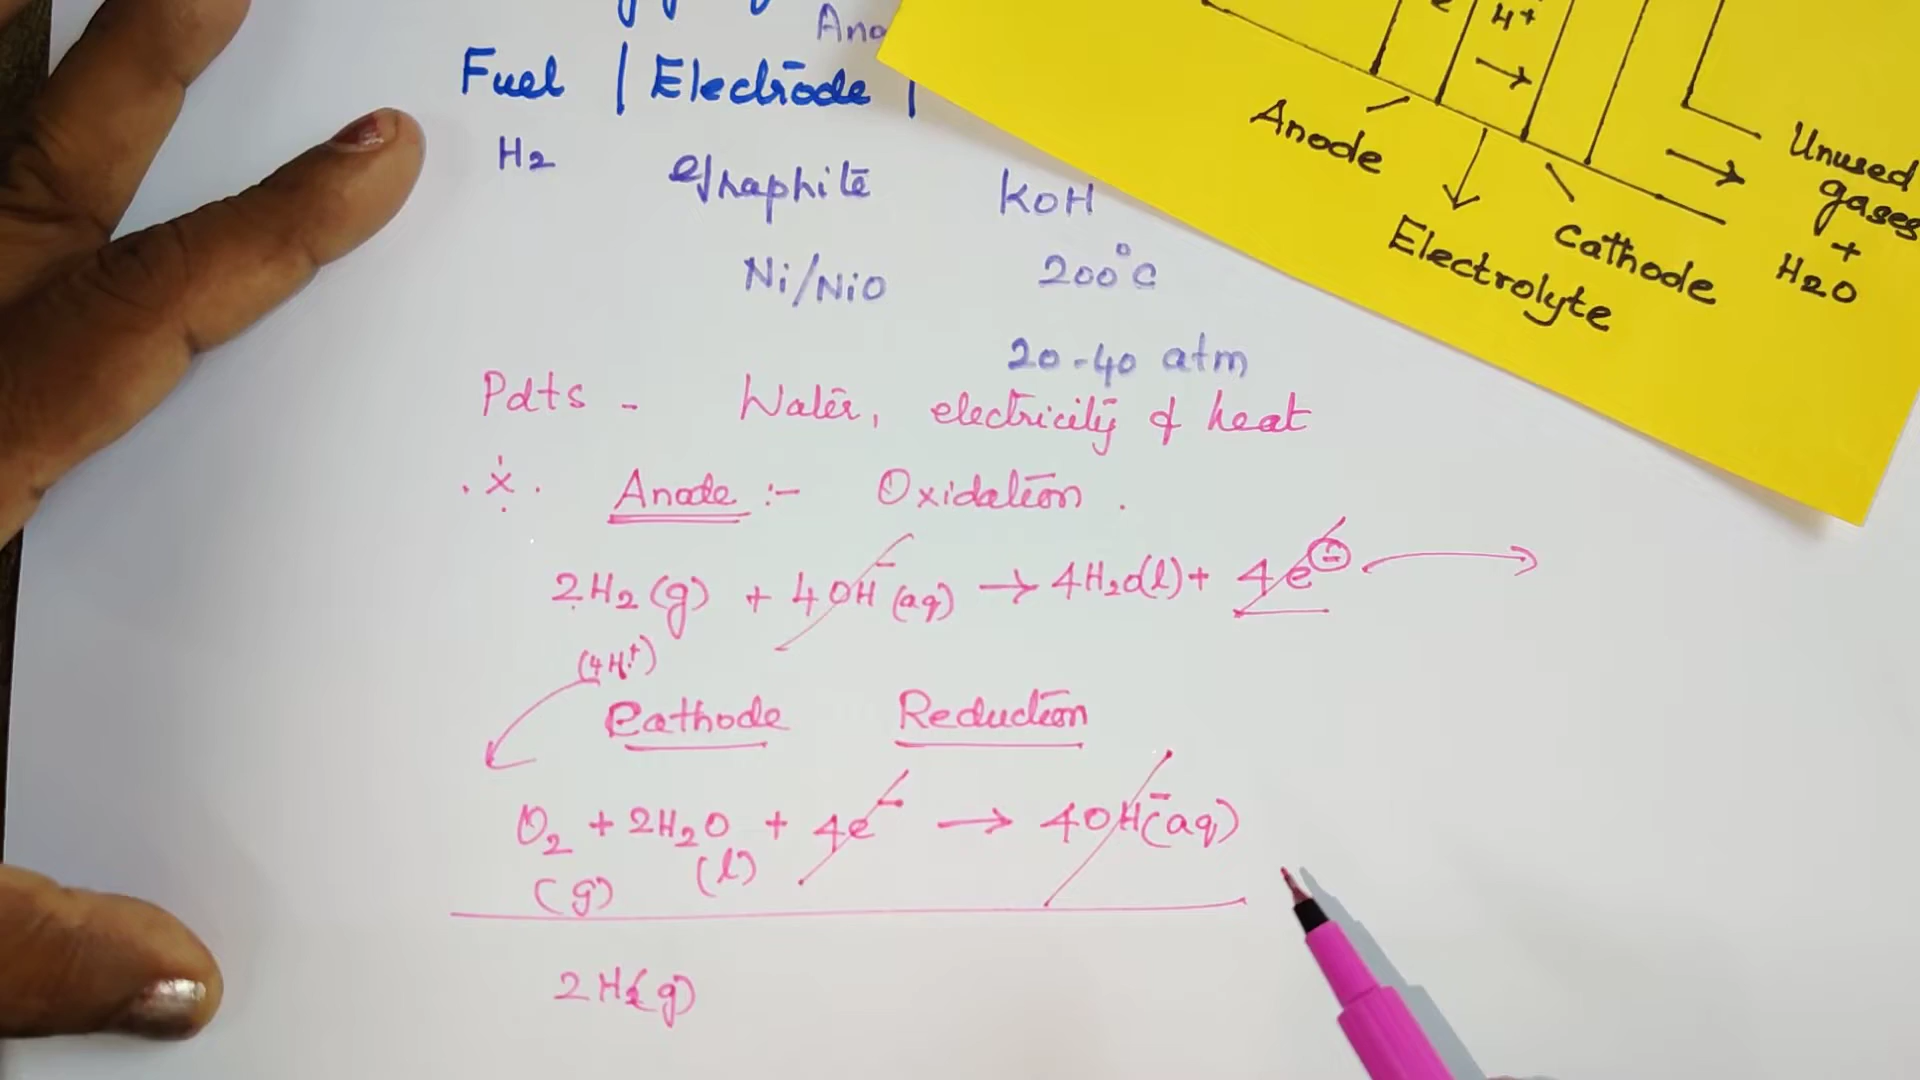 Ano
Fuel | Electrode |
H2 Graphite KOH
Ni/NiO 200°C
20-40 atm
Pdts - Water, electricity & heat
Anode :- Oxidation.
2H₂(g) + 4OH⁻(aq) → 4H₂O(l) + 4e⁻ →
(4H⁺)
Cathode Reduction
O₂ + 2H₂O + 4e⁻ → 4OH⁻(aq)
(g) (l)
2H₂(g)
H+
→
Anode
Electrolyte
Cathode
→ Unused
gases
+
H2O